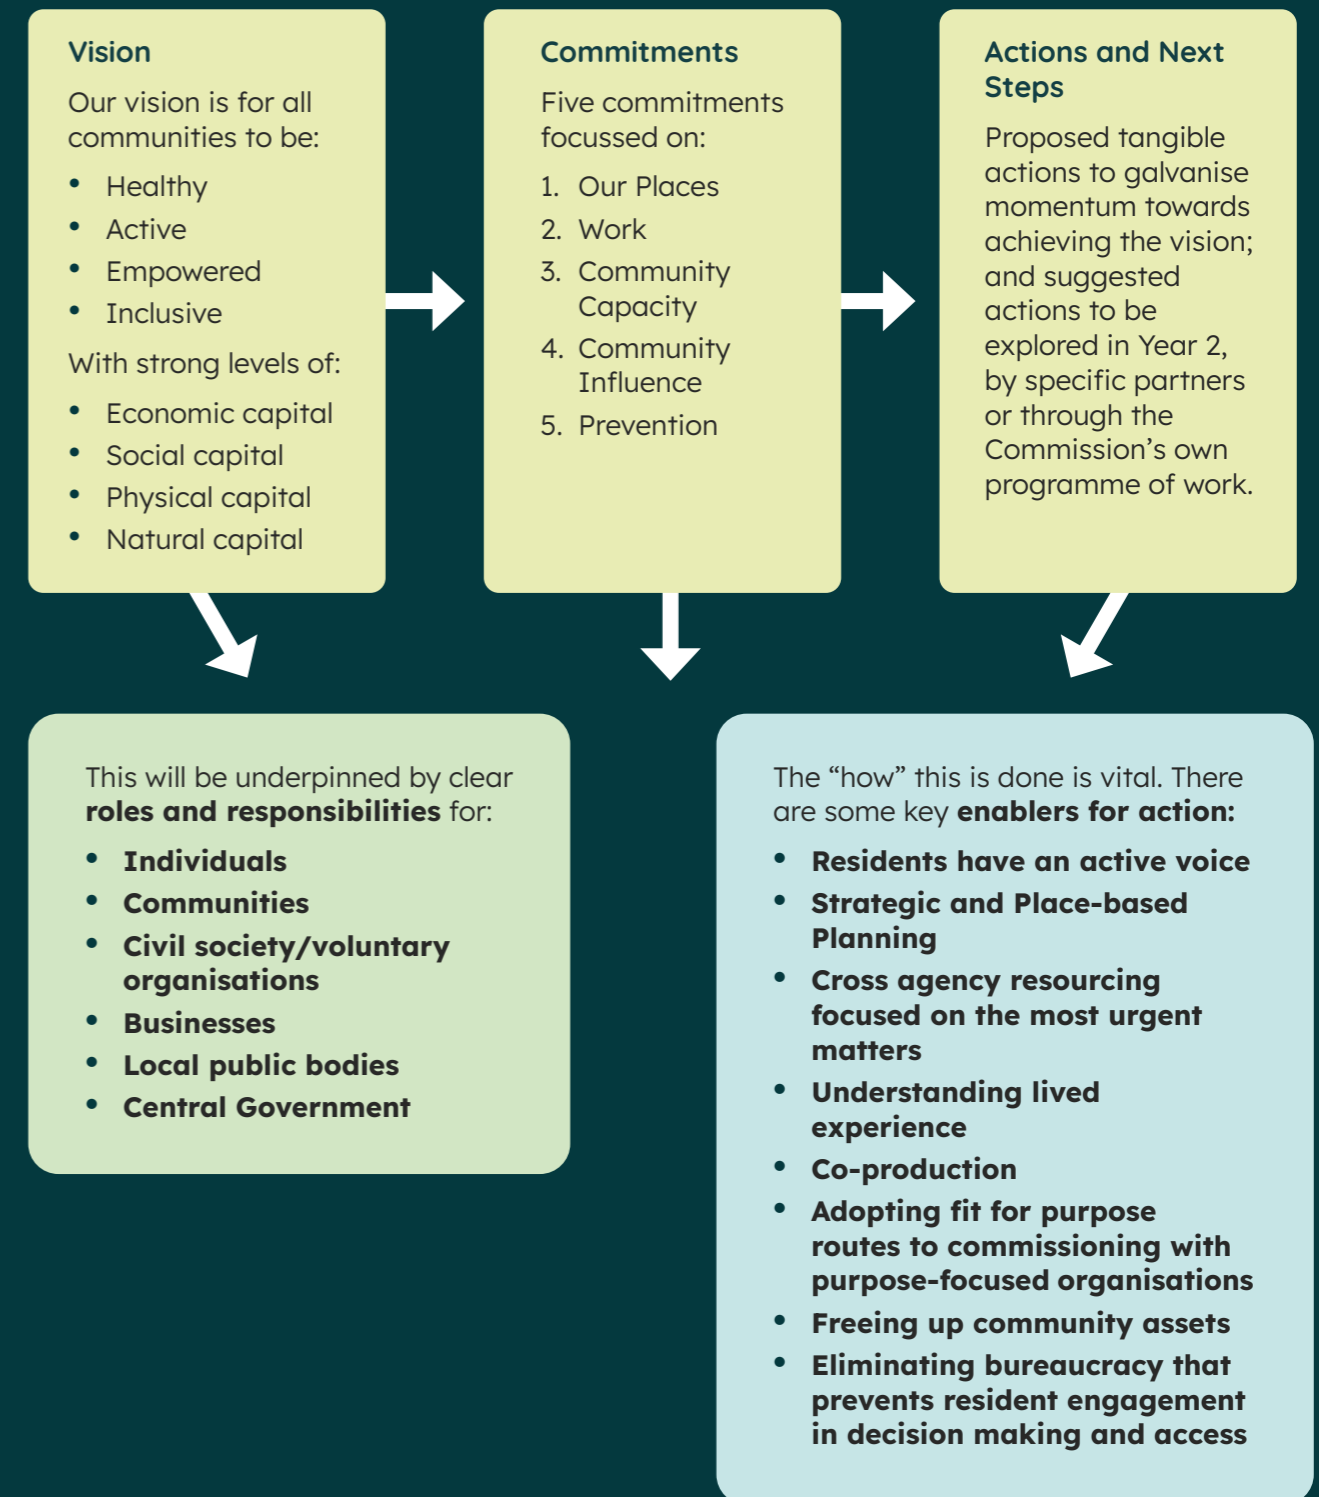 Vision
Our vision is for all
communities to be:
• Healthy
• Active
• Empowered
• Inclusive
With strong levels of:
• Economic capital
• Social capital
• Physical capital
• Natural capital
Commitments
Five commitments
focussed on:
1. Our Places
2. Work
3. Community
Capacity
4. Community
Influence
5. Prevention
Actions and Next
Steps
Proposed tangible
actions to galvanise
momentum towards
achieving the vision;
and suggested
actions to be
explored in Year 2,
by specific partners
or through the
Commission’s own
programme of work.
This will be underpinned by clear
roles and responsibilities for:
• Individuals
• Communities
• Civil society/voluntary
organisations
• Businesses
• Local public bodies
• Central Government
The “how” this is done is vital. There
are some key enablers for action:
• Residents have an active voice
• Strategic and Place-based
Planning
• Cross agency resourcing
focused on the most urgent
matters
• Understanding lived
experience
• Co-production
• Adopting fit for purpose
routes to commissioning with
purpose-focused organisations
• Freeing up community assets
• Eliminating bureaucracy that
prevents resident engagement
in decision making and access